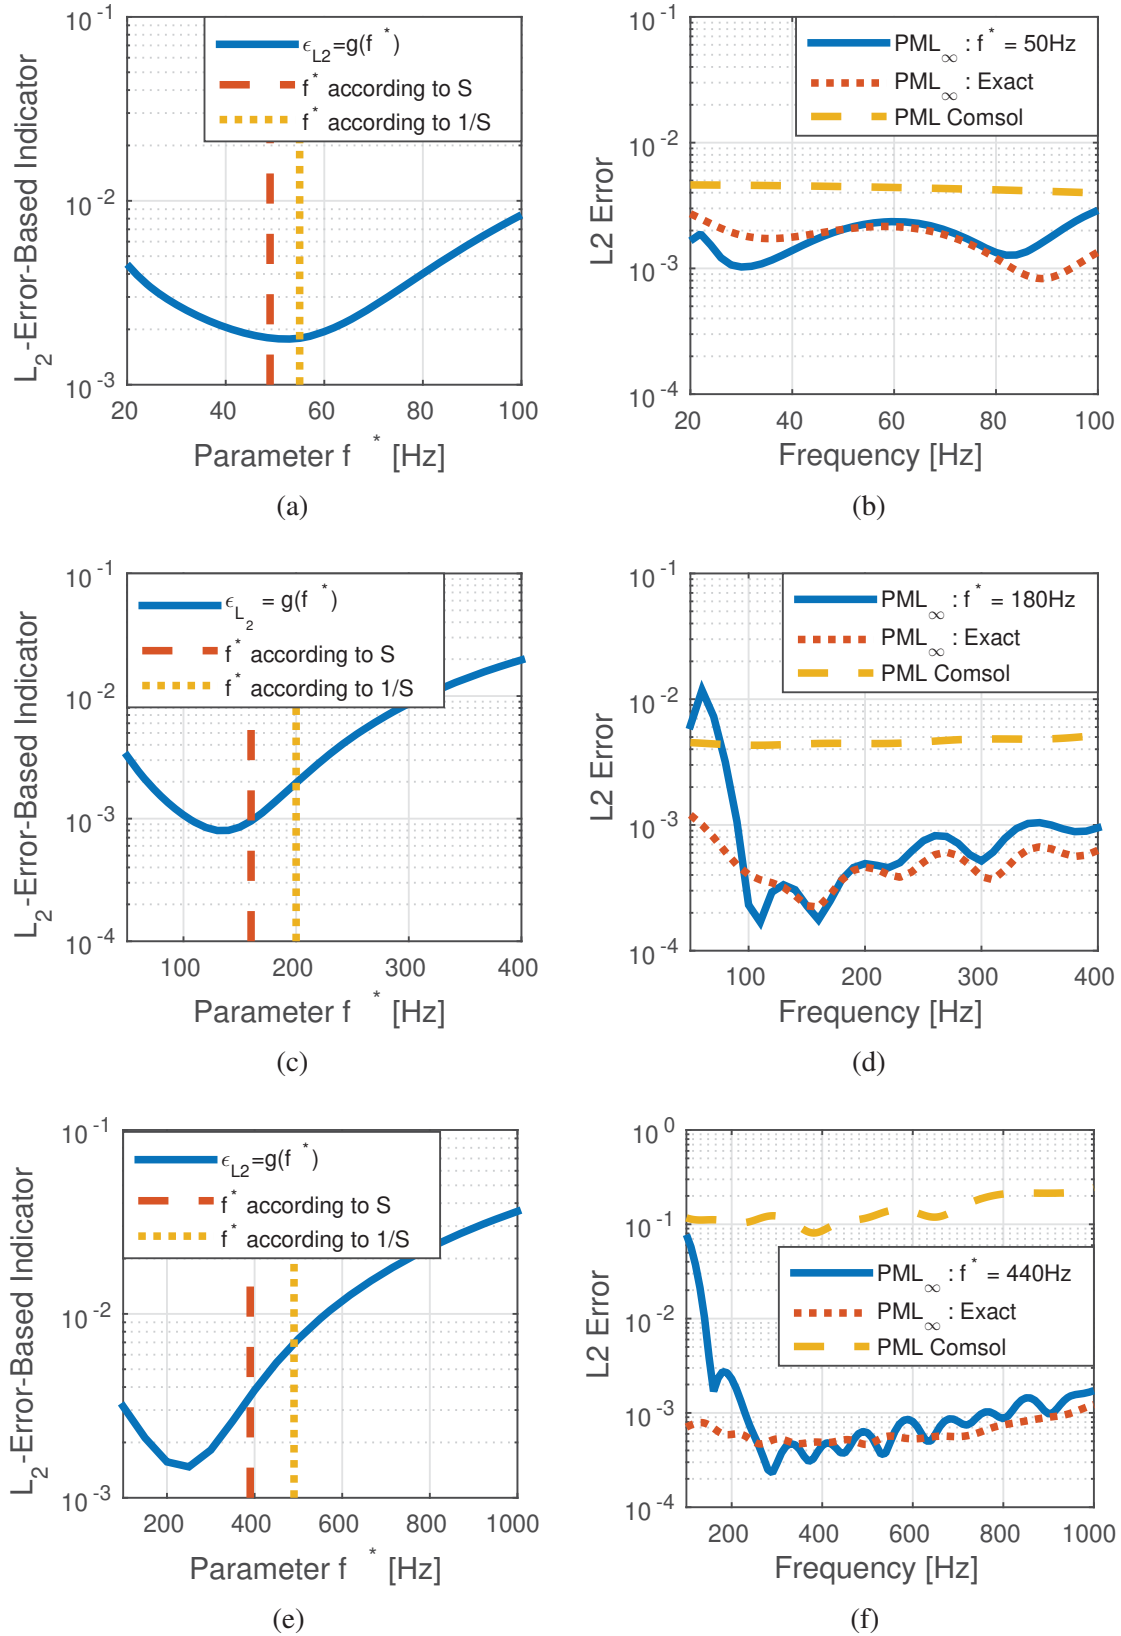 10^-1
10^-2
10^-3
L_2-Error-Based Indicator
ϵ_L2=g(f^*)
f^* according to S
f^* according to 1/S
20 40 60 80 100
Parameter f^* [Hz]
(a)
10^-1
10^-2
10^-3
10^-4
L2 Error
PML_∞ : f^* = 50Hz
PML_∞ : Exact
PML Comsol
20 40 60 80 100
Frequency [Hz]
(b)
10^-1
10^-2
10^-3
10^-4
L_2-Error-Based Indicator
ϵ_L_2 = g(f^*)
f^* according to S
f^* according to 1/S
100 200 300 400
Parameter f^* [Hz]
(c)
10^-1
10^-2
10^-3
10^-4
L2 Error
PML_∞ : f^* = 180Hz
PML_∞ : Exact
PML Comsol
100 200 300 400
Frequency [Hz]
(d)
10^-1
10^-2
10^-3
L_2-Error-Based Indicator
ϵ_L2=g(f^*)
f^* according to S
f^* according to 1/S
200 400 600 800 1000
Parameter f^* [Hz]
(e)
10^0
10^-1
10^-2
10^-3
10^-4
L2 Error
PML_∞ : f^* = 440Hz
PML_∞ : Exact
PML Comsol
200 400 600 800 1000
Frequency [Hz]
(f)